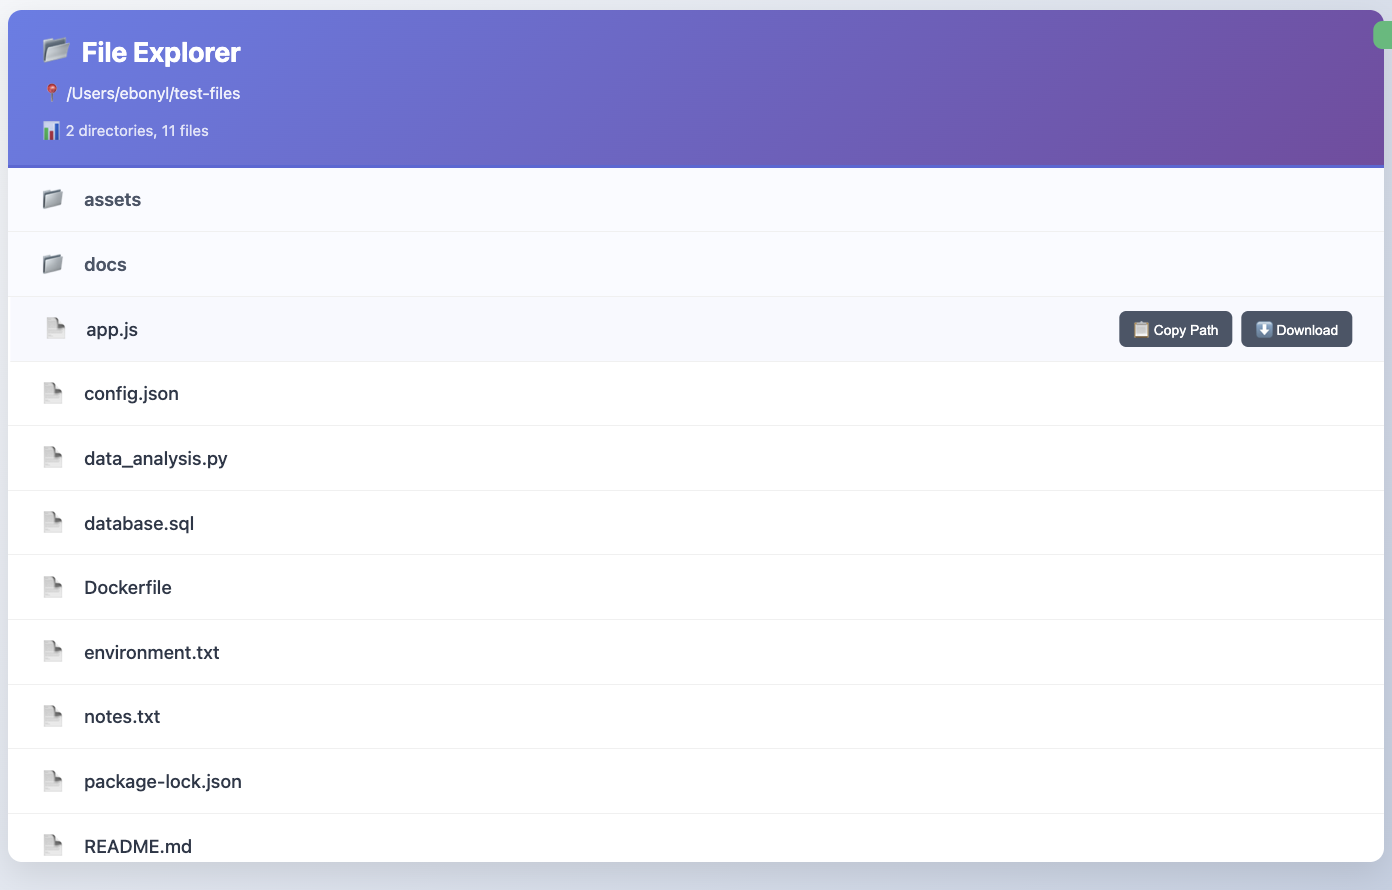 File Explorer
/Users/ebonyl/test-files
2 directories, 11 files
assets
docs
app.js
Copy Path
Download
config.json
data_analysis.py
database.sql
Dockerfile
environment.txt
notes.txt
package-lock.json
README.md